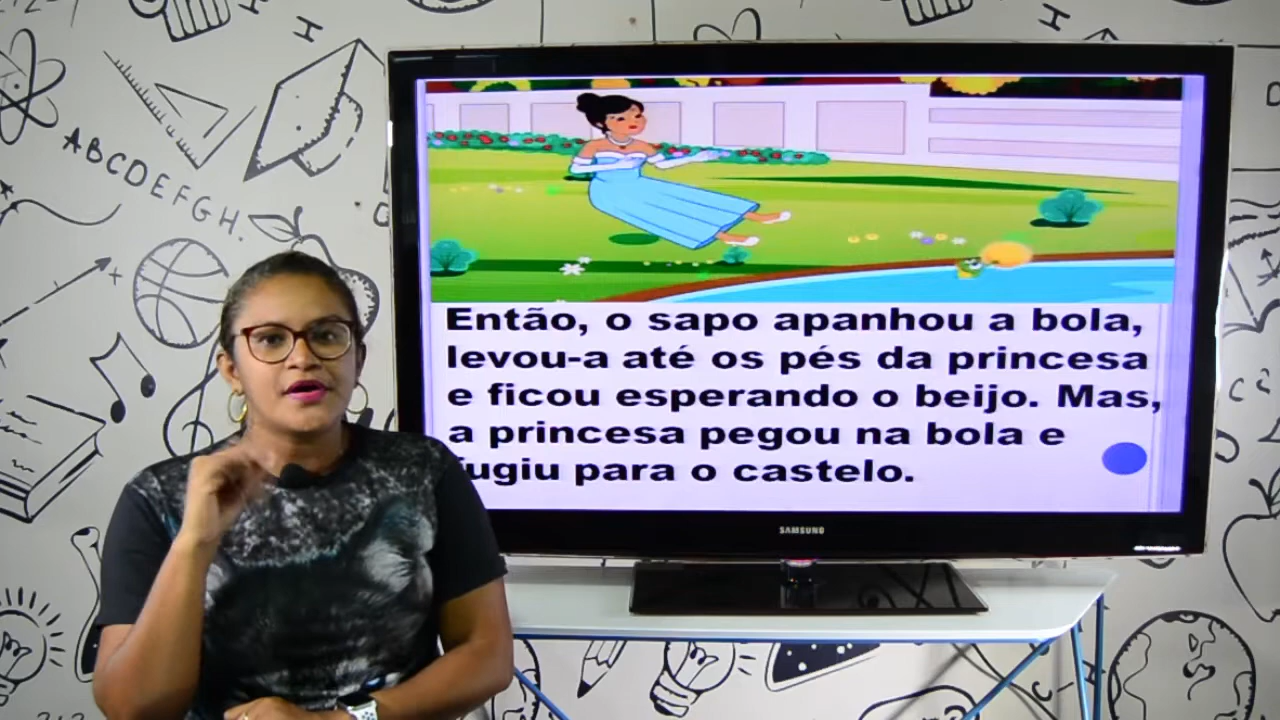 ABCDEFGH.
Então, o sapo apanhou a bola,
levou-a até os pés da princesa
e ficou esperando o beijo. Mas,
a princesa pegou na bola e
fugiu para o castelo.
SAMSUNG